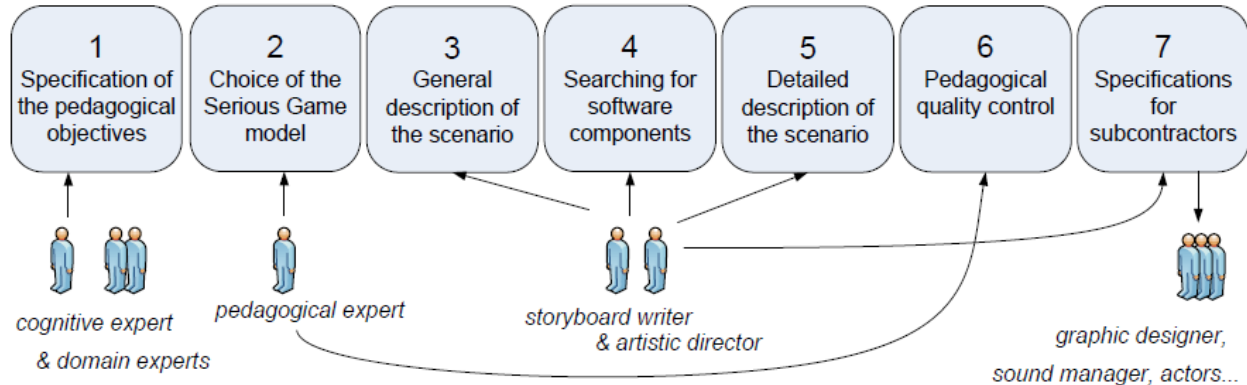 1
Specification of
the pedagogical
objectives
2
Choice of the
Serious Game
model
3
General
description of
the scenario
4
Searching for
software
components
5
Detailed
description of
the scenario
6
Pedagogical
quality control
7
Specifications
for
subcontractors
cognitive expert
& domain experts
pedagogical expert
storyboard writer
& artistic director
graphic designer,
sound manager, actors...